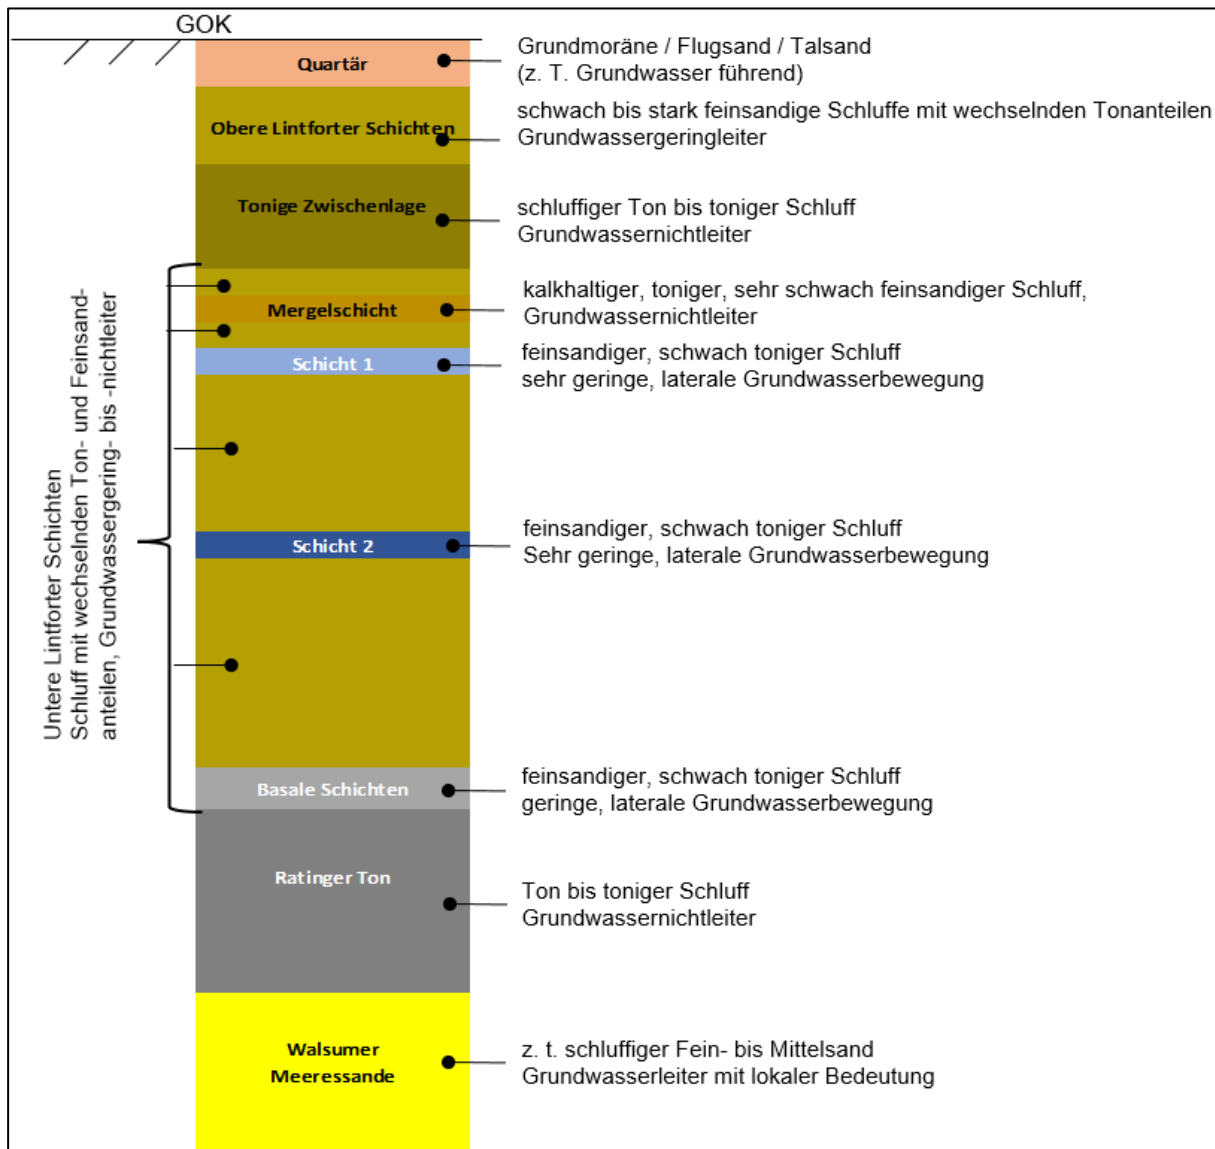 GOK
Quartär
Grundmoräne / Flugsand / Talsand
(z. T. Grundwasser führend)
Obere Lintforter Schichten
schwach bis stark feinsandige Schluffe mit wechselnden Tonanteilen
Grundwassergeringleiter
Tonige Zwischenlage
schluffiger Ton bis toniger Schluff
Grundwassernichtleiter
Untere Lintforter Schichten
Schluff mit wechselnden Ton- und Feinsand-
anteilen, Grundwassergering- bis -nichtleiter
Mergelschicht
kalkhaltiger, toniger, sehr schwach feinsandiger Schluff,
Grundwassernichtleiter
Schicht 1
feinsandiger, schwach toniger Schluff
sehr geringe, laterale Grundwasserbewegung
Schicht 2
feinsandiger, schwach toniger Schluff
Sehr geringe, laterale Grundwasserbewegung
Basale Schichten
feinsandiger, schwach toniger Schluff
geringe, laterale Grundwasserbewegung
Ratinger Ton
Ton bis toniger Schluff
Grundwassernichtleiter
Walsumer
Meeressande
z. t. schluffiger Fein- bis Mittelsand
Grundwasserleiter mit lokaler Bedeutung